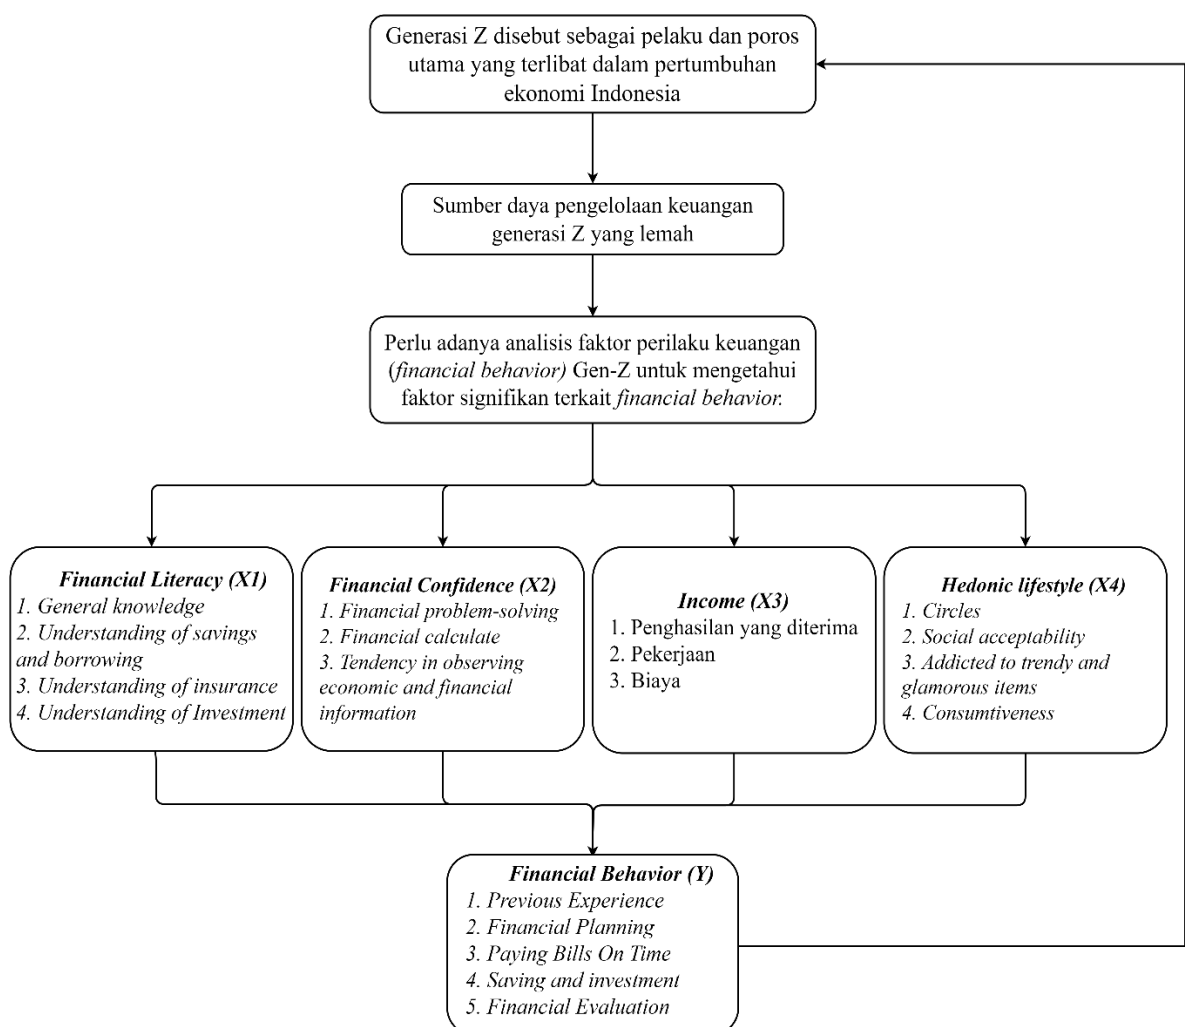 Generasi Z disebut sebagai pelaku dan poros
utama yang terlibat dalam pertumbuhan
ekonomi Indonesia
Sumber daya pengelolaan keuangan
generasi Z yang lemah
Perlu adanya analisis faktor perilaku keuangan
(financial behavior) Gen-Z untuk mengetahui
faktor signifikan terkait financial behavior.
Financial Literacy (X1)
1. General knowledge
2. Understanding of savings
and borrowing
3. Understanding of insurance
4. Understanding of Investment
Financial Confidence (X2)
1. Financial problem-solving
2. Financial calculate
3. Tendency in observing
economic and financial
information
Income (X3)
1. Penghasilan yang diterima
2. Pekerjaan
3. Biaya
Hedonic lifestyle (X4)
1. Circles
2. Social acceptability
3. Addicted to trendy and
glamorous items
4. Consumtiveness
Financial Behavior (Y)
1. Previous Experience
2. Financial Planning
3. Paying Bills On Time
4. Saving and investment
5. Financial Evaluation